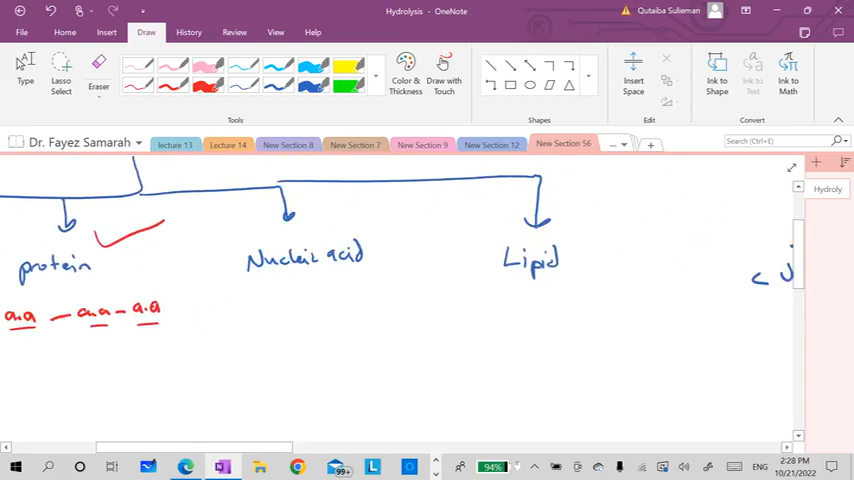 Hydrolysis - OneNote
Qutaiba Sulieman
File Home Insert Draw History Review View Help
Type
Lasso Select
Eraser
Color & Thickness
Draw with Touch
Insert Space
Ink to Shape
Ink to Text
Ink to Math
Tools Shapes Edit Convert
Dr. Fayez Samarah lecture 13 Lecture 14 New Section 8 New Section 7 New Section 9 New Section 12 New Section 56 Search (Ctrl+E)
Hydroly
protein Nucleic acid Lipid
a.a - a.a - a.a
94% ENG 2:28 PM
10/21/2022
99+